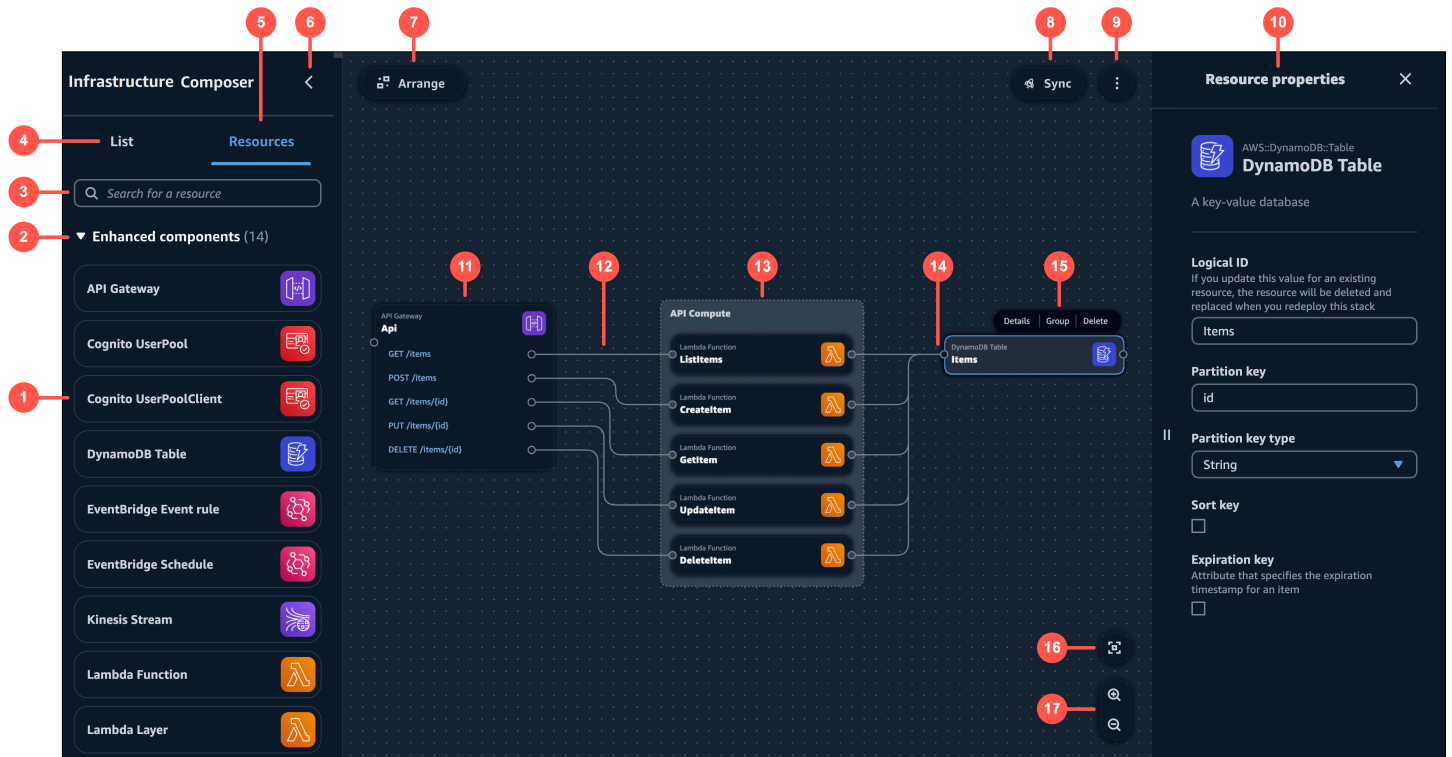 5
6
7
8
9
10
Infrastructure Composer
Arrange
Sync
Resource properties
4
List
Resources
3
Search for a resource
2
Enhanced components (14)
1
API Gateway
Cognito UserPool
Cognito UserPoolClient
DynamoDB Table
EventBridge Event rule
EventBridge Schedule
Kinesis Stream
Lambda Function
Lambda Layer
11
12
13
14
15
API Gateway
Api
GET /items
POST /items
GET /items/{id}
PUT /items/{id}
DELETE /items/{id}
API Compute
Lambda Function
ListItems
Lambda Function
CreateItem
Lambda Function
GetItem
Lambda Function
UpdateItem
Lambda Function
DeleteItem
Details
Group
Delete
DynamoDB Table
Items
16
17
AWS::DynamoDB::Table
DynamoDB Table
A key-value database
Logical ID
If you update this value for an existing
resource, the resource will be deleted and
replaced when you redeploy this stack
Items
Partition key
id
Partition key type
String
Sort key
Expiration key
Attribute that specifies the expiration
timestamp for an item